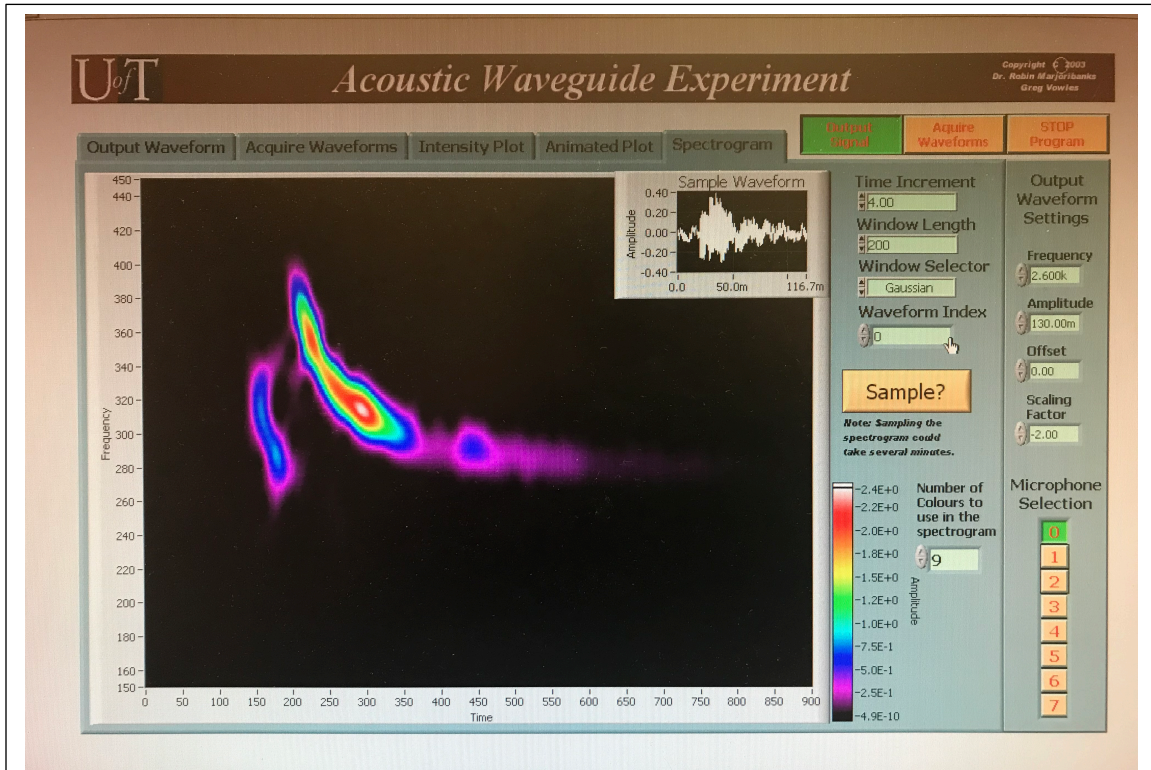 UofT
Acoustic Waveguide Experiment
Copyright © 2003
Dr. Robin Marjoribanks
Greg Vowles
Output Waveform
Acquire Waveforms
Intensity Plot
Animated Plot
Spectrogram
Output
Signal
Aquire
Waveforms
STOP
Program
450
440
420
400
380
360
340
320
300
280
260
240
220
200
180
160
150
Frequency
0 50 100 150 200 250 300 350 400 450 500 550 600 650 700 750 800 850 900
Time
Sample Waveform
0.40
0.20
0.00
-0.20
-0.40
Amplitude
0.0 50.0m 116.7m
Time Increment
4.00
Window Length
200
Window Selector
Gaussian
Waveform Index
0
Sample?
Note: Sampling the
spectrogram could
take several minutes.
-2.4E+0
-2.2E+0
-2.0E+0
-1.8E+0
-1.5E+0
-1.2E+0
-1.0E+0
-7.5E-1
-5.0E-1
-2.5E-1
-4.9E-10
Amplitude
Number of
Colours to
use in the
spectrogram
9
Output
Waveform
Settings
Frequency
2.600k
Amplitude
130.00m
Offset
0.00
Scaling
Factor
-2.00
Microphone
Selection
0
1
2
3
4
5
6
7